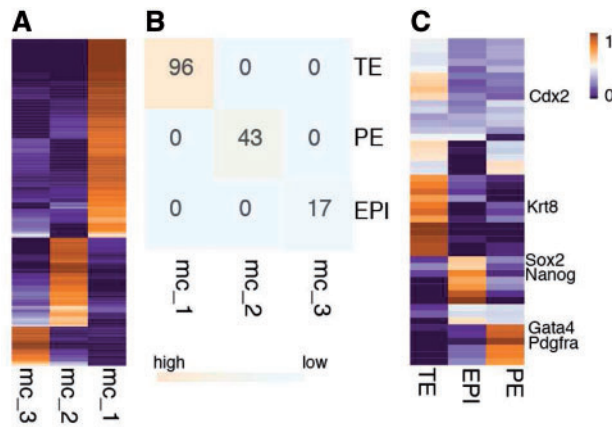 A
B
C
96 0 0 TE
0 43 0 PE
0 0 17 EPI
mc_3 mc_2 mc_1
mc_1 mc_2 mc_3
high low
1
0
Cdx2
Krt8
Sox2
Nanog
Gata4
Pdgfra
TE EPI PE